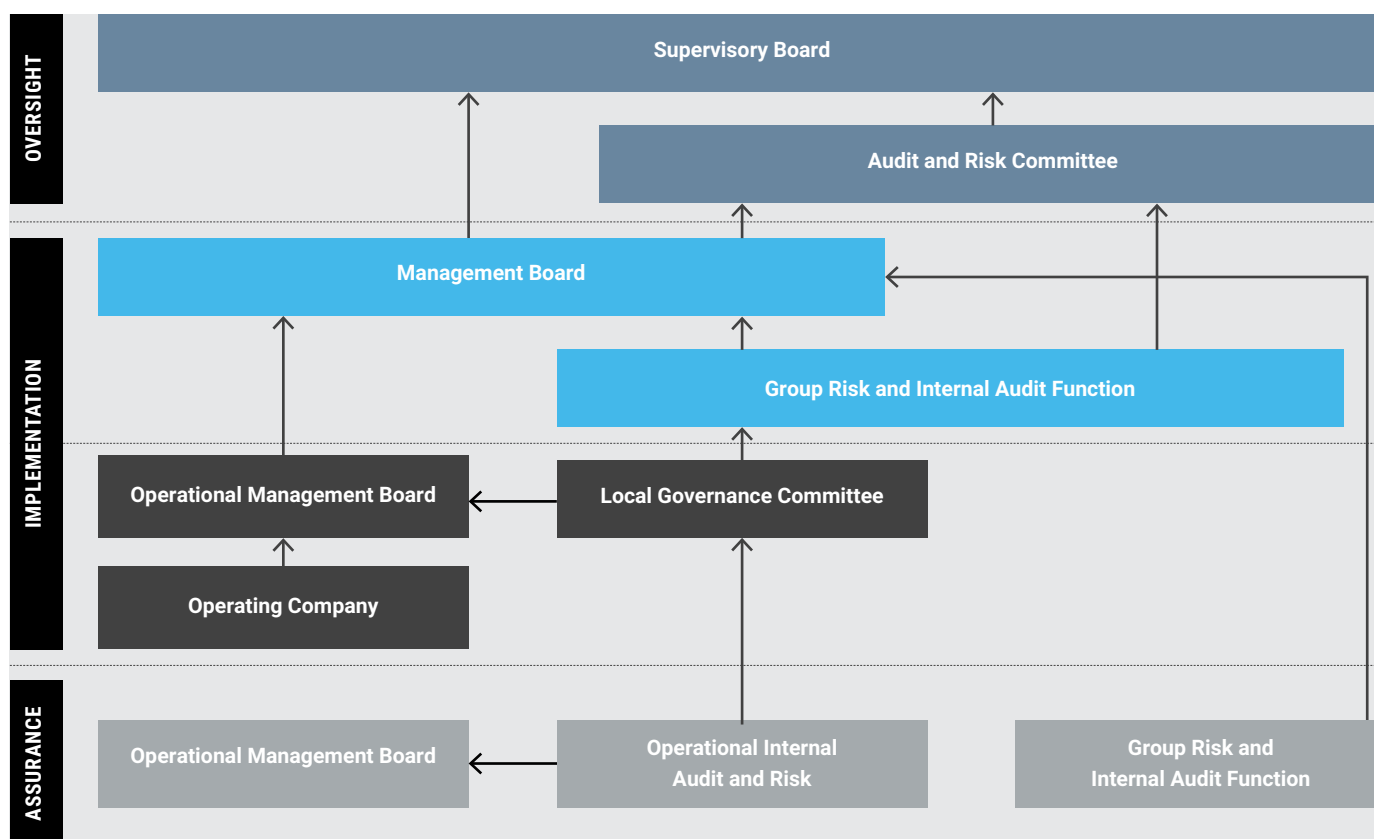 OVERSIGHT
Supervisory Board
Audit and Risk Committee
IMPLEMENTATION
Management Board
Group Risk and Internal Audit Function
Operational Management Board
Local Governance Committee
Operating Company
ASSURANCE
Operational Management Board
Operational Internal
Audit and Risk
Group Risk and
Internal Audit Function